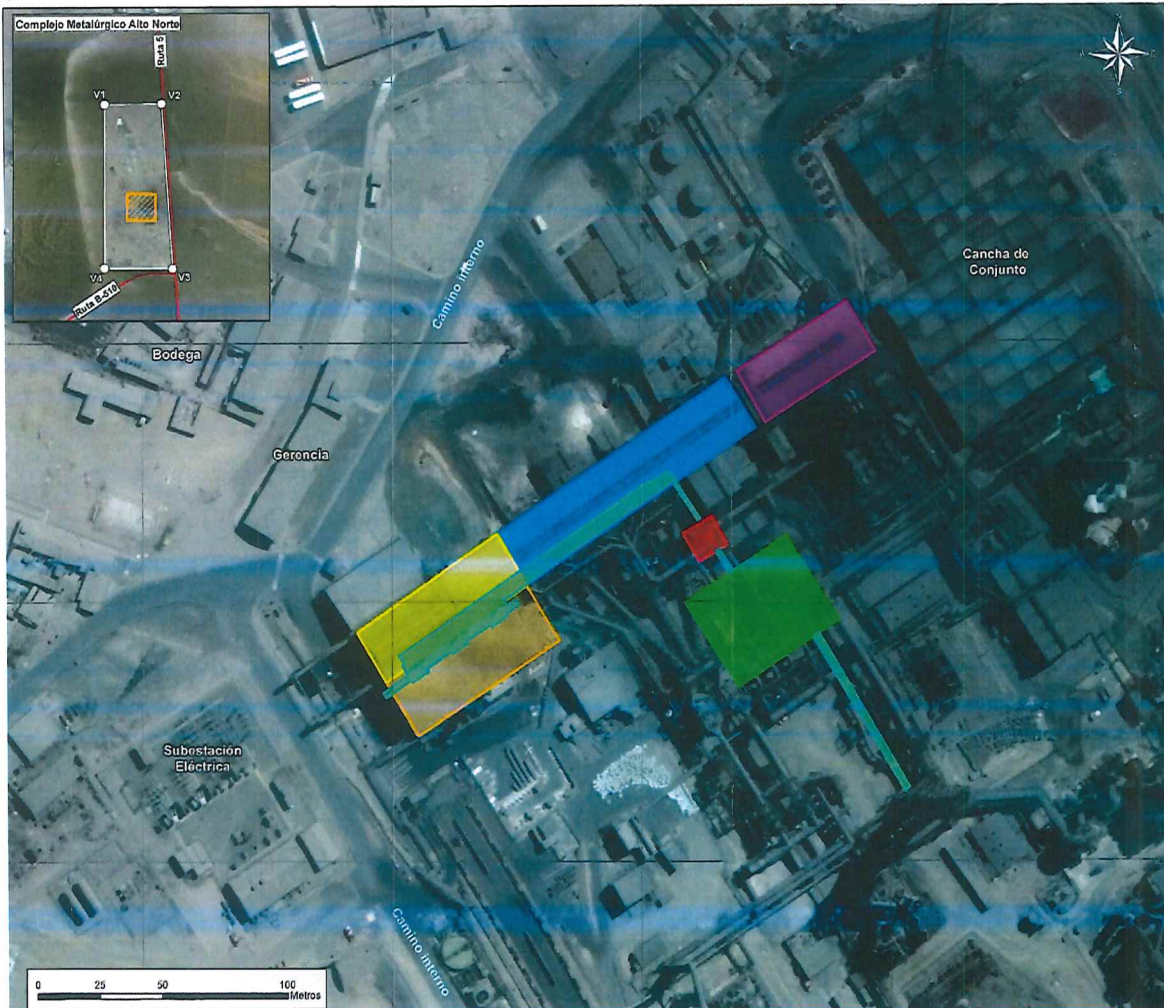 Complejo Metalúrgico Alto Norte
Ruta 5
V1
V2
V4
V3
Ruta B-510
N
S
Camino interno
Cancha de
Conjunto
Bodega
Gerencia
Subestación
Eléctrica
Camino interno
0 25 50 100
Metros